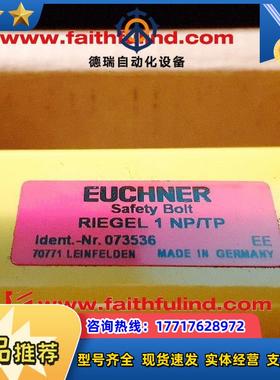 德瑞自动化设备
www.faithfulind.com
EUCHNER
Safety Bolt
RIEGEL 1 NP/TP
Ident.-Nr. 073536 EE
70771 LEINFELDEN MADE IN GERMANY
.faithfulind.com
咨询热线：17717628972
品推荐
型号齐全 现货速发 实体经营